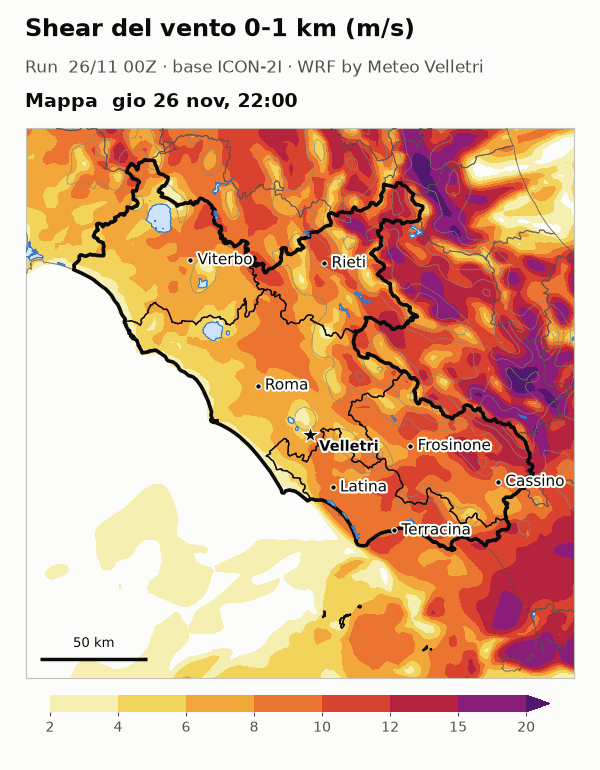 Shear del vento 0-1 km (m/s)
Run  26/11 00Z · base ICON-2I · WRF by Meteo Velletri
Mappa  gio 26 nov, 22:00
Viterbo
Rieti
Roma
Velletri
Frosinone
Latina
Cassino
Terracina
50 km
2 4 6 8 10 12 15 20